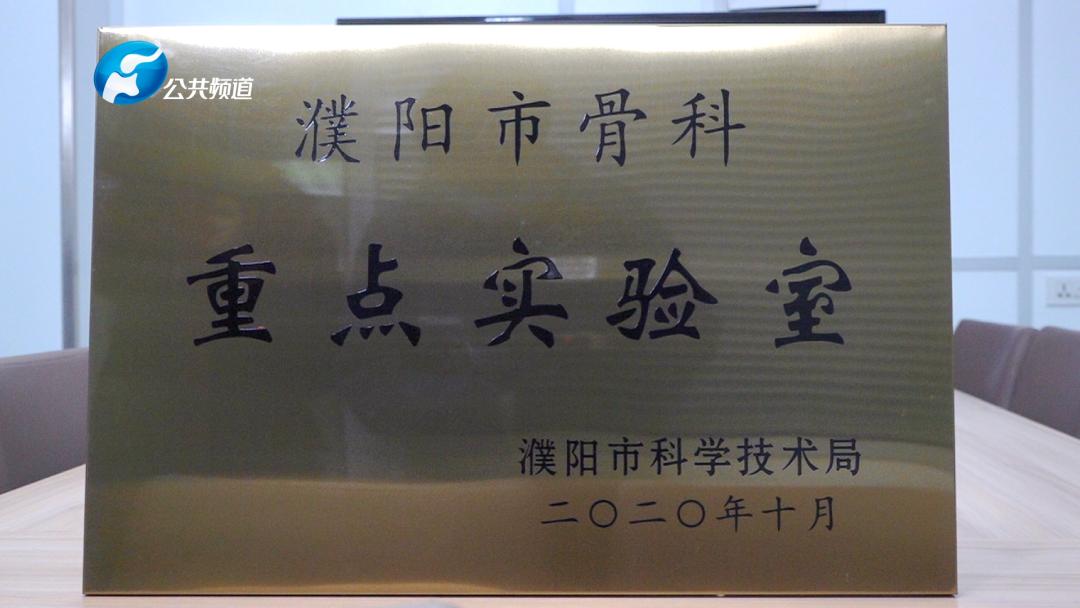 公共频道
濮阳市骨科
重点实验室
濮阳市科学技术局
二〇二〇年十月